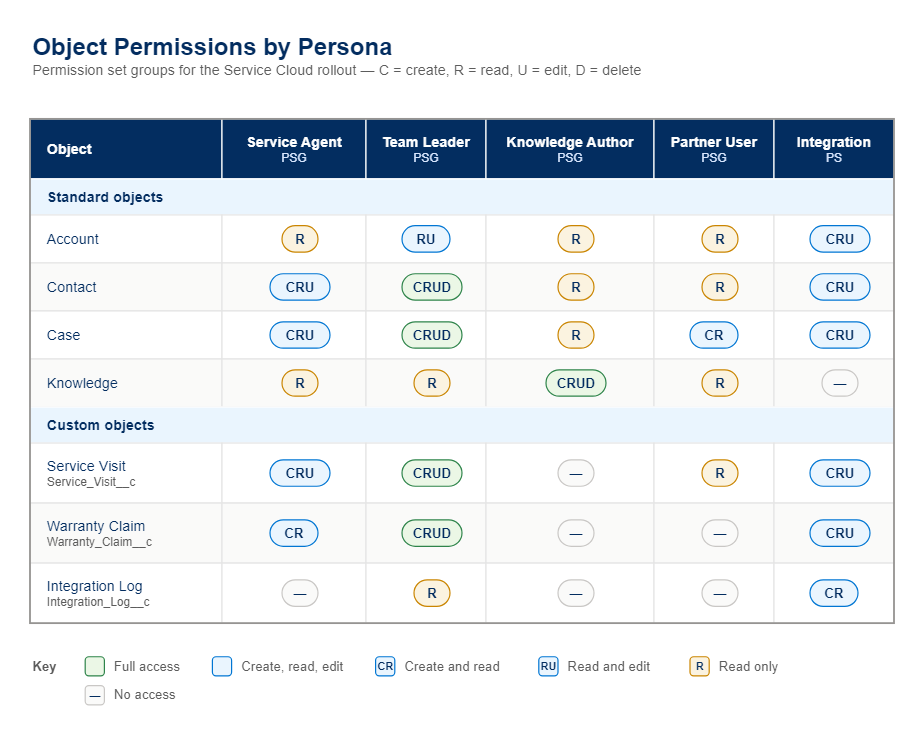 Object Permissions by Persona
Permission set groups for the Service Cloud rollout — C = create, R = read, U = edit, D = delete
Object Service Agent PSG Team Leader PSG Knowledge Author PSG Partner User PSG Integration PS
Standard objects
Account R RU R R CRU
Contact CRU CRUD R R CRU
Case CRU CRUD R CR CRU
Knowledge R R CRUD R —
Custom objects
Service Visit CRU CRUD — R CRU
Service_Visit__c
Warranty Claim CR CRUD — — CRU
Warranty_Claim__c
Integration Log — R — — CR
Integration_Log__c
Key Full access Create, read, edit CR Create and read RU Read and edit R Read only
— No access